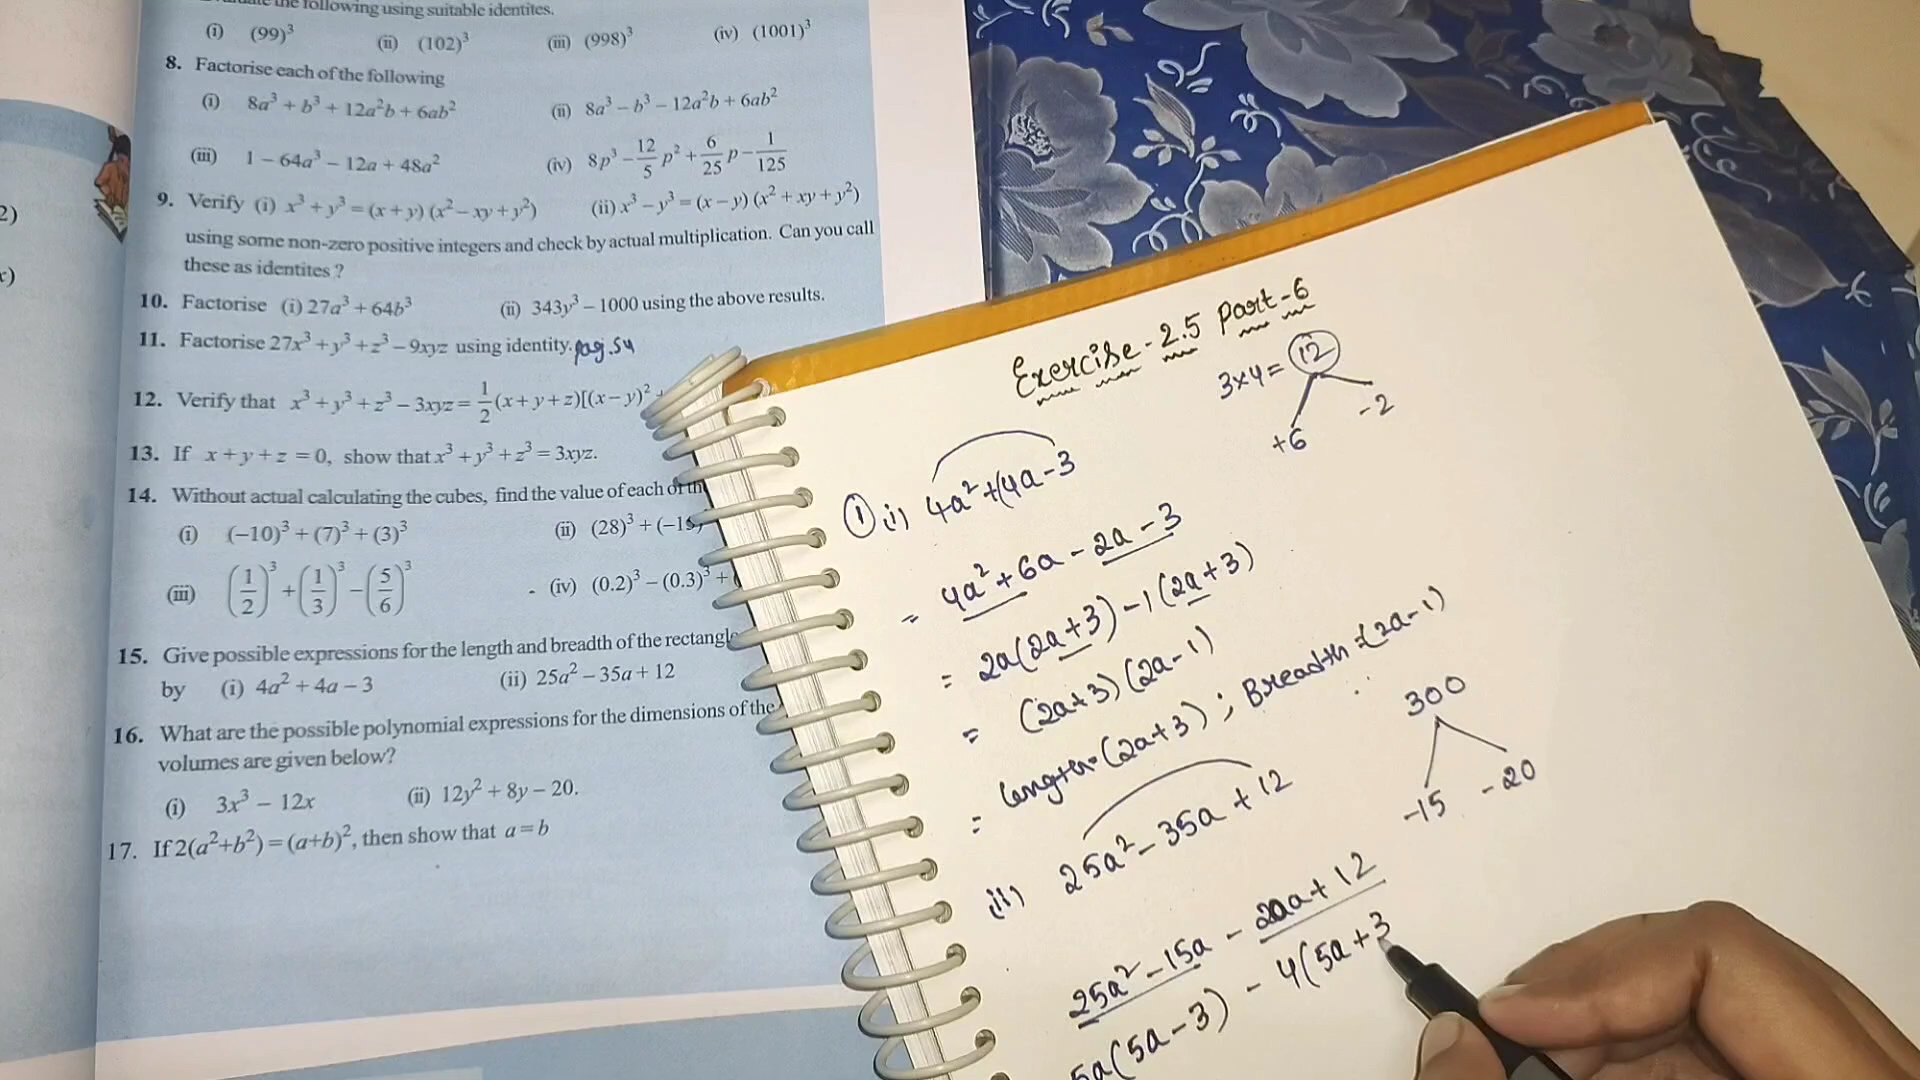 the following using suitable identites.
(i) (99)³ (ii) (102)³ (iii) (998)³ (iv) (1001)³
8. Factorise each of the following
(i) 8a³ + b³ + 12a²b + 6ab² (ii) 8a³ − b³ − 12a²b + 6ab²
(iii) 1 − 64a³ − 12a + 48a² (iv) 8p³ − 12/5 p² + 6/25 p − 1/125
9. Verify (i) x³ + y³ = (x + y) (x² − xy + y²) (ii) x³ − y³ = (x − y) (x² + xy + y²)
using some non-zero positive integers and check by actual multiplication. Can you call
these as identites ?
10. Factorise (i) 27a³ + 64b³ (ii) 343y³ − 1000 using the above results.
11. Factorise 27x³ + y³ + z³ − 9xyz using identity. pag.54
12. Verify that x³ + y³ + z³ − 3xyz = 1/2 (x + y + z)[(x − y)²
13. If x + y + z = 0, show that x³ + y³ + z³ = 3xyz.
14. Without actual calculating the cubes, find the value of each of
(i) (−10)³ + (7)³ + (3)³ (ii) (28)³ + (−15)
(iii) (1/2)³ + (1/3)³ − (5/6)³ (iv) (0.2)³ − (0.3)³ +
15. Give possible expressions for the length and breadth of the rectangle
by (i) 4a² + 4a − 3 (ii) 25a² − 35a + 12
16. What are the possible polynomial expressions for the dimensions of the
volumes are given below?
(i) 3x³ − 12x (ii) 12y² + 8y − 20.
17. If 2(a²+b²) = (a+b)², then show that a = b
2)
Exercise - 2.5 Part-6
3×4 = 12
+6 -2
① (i) 4a² + (4a - 3
= 4a² + 6a - 2a - 3
= 2a(2a+3) - 1(2a+3)
= (2a+3)(2a-1)
= length = (2a+3) ; Breadth = (2a-1)
300
-15 -20
(ii) 25a² - 35a + 12
25a² - 15a - 20a + 12
5a(5a-3) - 4(5a+3